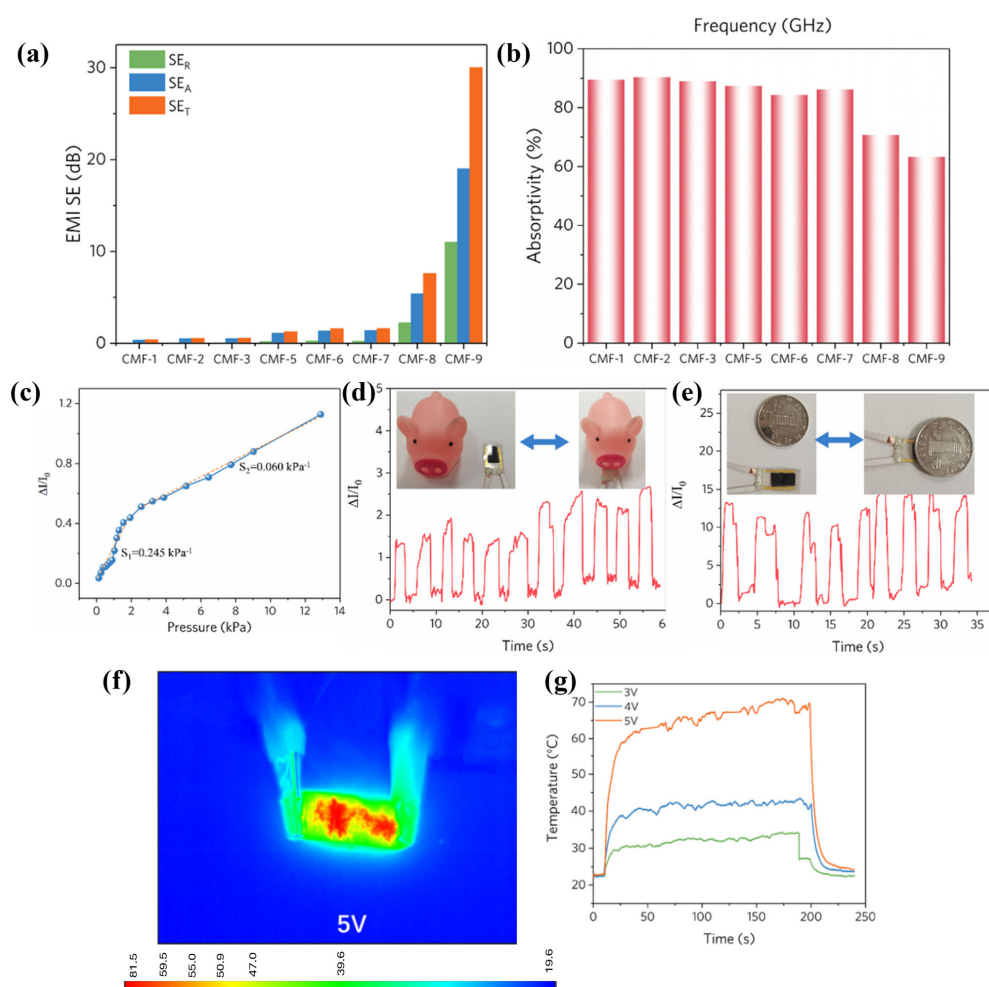 Frequency (GHz)
(a)
SE_R
SE_A
SE_T
30
20
10
0
EMI SE (dB)
CMF-1 CMF-2 CMF-3 CMF-5 CMF-6 CMF-7 CMF-8 CMF-9
(b)
100
80
60
40
20
0
Absorptivity (%)
CMF-1 CMF-2 CMF-3 CMF-5 CMF-6 CMF-7 CMF-8 CMF-9
(c)
1.2
0.8
0.4
0.0
ΔI/I₀
S₂=0.060 kPa⁻¹
S₁=0.245 kPa⁻¹
0 2 4 6 8 10 12 14
Pressure (kPa)
(d)
5
4
3
2
1
0
ΔI/I₀
0 10 20 30 40 50 6
Time (s)
(e)
25
20
15
10
5
0
ΔI/I₀
0 5 10 15 20 25 30 35
Time (s)
(f)
5V
81.5 59.5 55.0 50.9 47.0 39.6 19.6
(g)
3V
4V
5V
70
60
50
40
30
20
Temperature (°C)
0 50 100 150 200 250
Time (s)